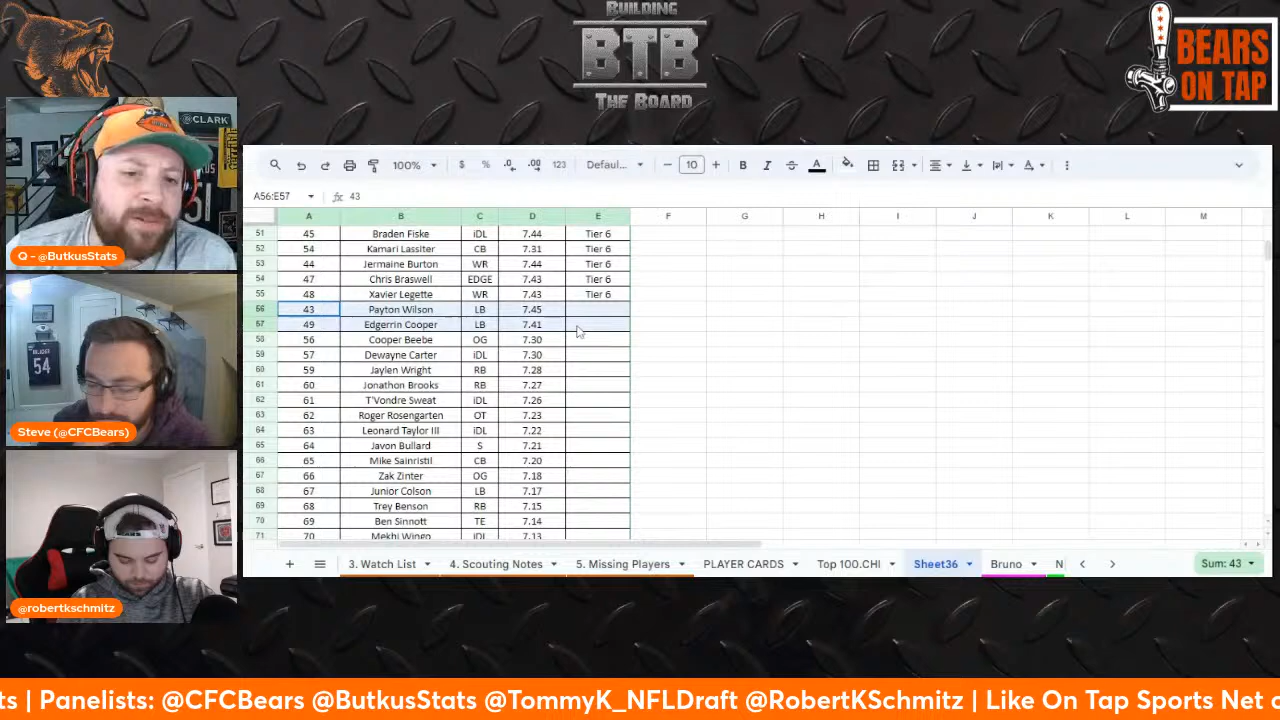 BUILDING
BTB
THE BOARD
BEARS
ON TAP
@CLARK
Q - @ButkusStats
54
Steve (@CFCBears)
@robertkschmitz
100%
$
%
.0
.00
123
Defaul...
10
B
I
S
A
A56:E57
fx 43
A B C D E F G H I J K L M
51 45 Braden Fiske iDL 7.44 Tier 6
52 54 Kamari Lassiter CB 7.31 Tier 6
53 44 Jermaine Burton WR 7.44 Tier 6
54 47 Chris Braswell EDGE 7.43 Tier 6
55 48 Xavier Legette WR 7.43 Tier 6
56 43 Payton Wilson LB 7.45
57 49 Edgerrin Cooper LB 7.41
58 56 Cooper Beebe OG 7.30
59 57 Dewayne Carter iDL 7.30
60 59 Jaylen Wright RB 7.28
61 60 Jonathon Brooks RB 7.27
62 61 T'Vondre Sweat iDL 7.26
63 62 Roger Rosengarten OT 7.23
64 63 Leonard Taylor III iDL 7.22
65 64 Javon Bullard S 7.21
66 65 Mike Sainristil CB 7.20
67 66 Zak Zinter OG 7.18
68 67 Junior Colson LB 7.17
69 68 Trey Benson RB 7.15
70 69 Ben Sinnott TE 7.14
71 70 Mekhi Wingo iDL 7.13
3. Watch List
4. Scouting Notes
5. Missing Players
PLAYER CARDS
Top 100.CHI
Sheet36
Bruno
N
Sum: 43
ts | Panelists: @CFCBears @ButkusStats @TommyK_NFLDraft @RobertKSchmitz | Like On Tap Sports Net